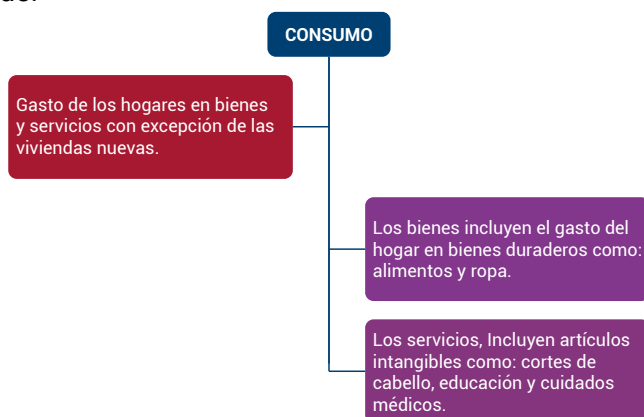 CONSUMO
Gasto de los hogares en bienes
y servicios con excepción de las
viviendas nuevas.
Los bienes incluyen el gasto del
hogar en bienes duraderos como:
alimentos y ropa.
Los servicios, Incluyen artículos
intangibles como: cortes de
cabello, educación y cuidados
médicos.